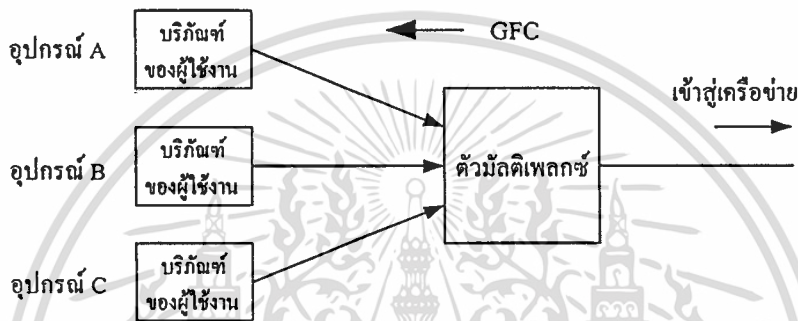 GFC
อุปกรณ์ A
บริภัณฑ์
ของผู้ใช้งาน
เข้าสู่เครือข่าย
อุปกรณ์ B
บริภัณฑ์
ของผู้ใช้งาน
ตัวมัลติเพลกซ์
อุปกรณ์ C
บริภัณฑ์
ของผู้ใช้งาน